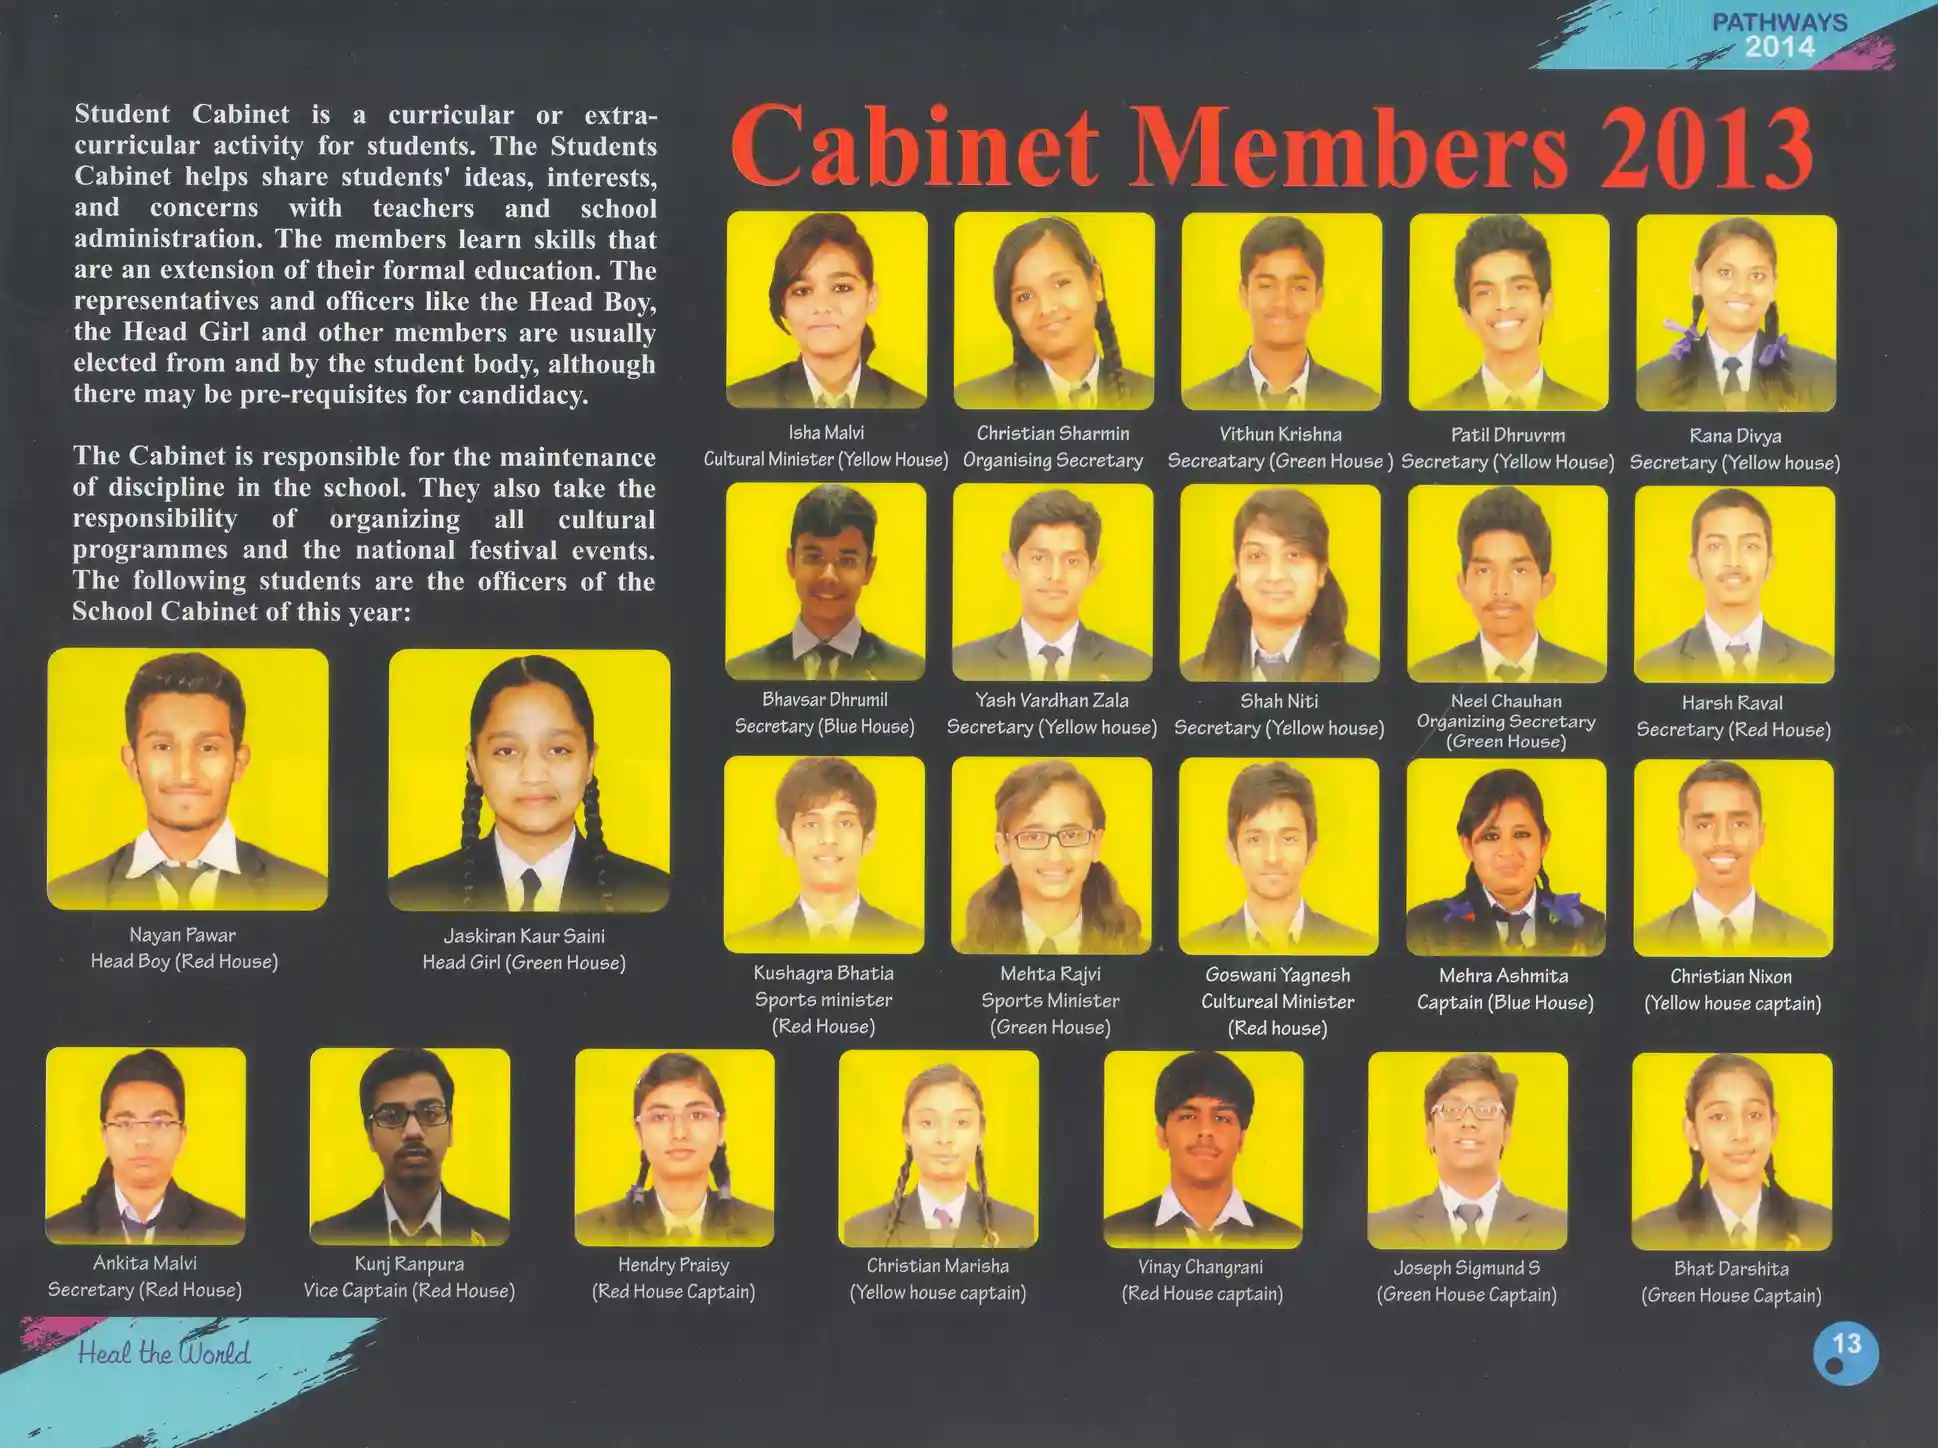 PATHWAYS
2014
Student Cabinet is a curricular or extra-
curricular activity for students. The Students
Cabinet helps share students' ideas, interests,
and concerns with teachers and school
administration. The members learn skills that
are an extension of their formal education. The
representatives and officers like the Head Boy,
the Head Girl and other members are usually
elected from and by the student body, although
there may be pre-requisites for candidacy.
The Cabinet is responsible for the maintenance
of discipline in the school. They also take the
responsibility of organizing all cultural
programmes and the national festival events.
The following students are the officers of the
School Cabinet of this year:
Nayan Pawar
Head Boy (Red House)
Jaskiran Kaur Saini
Head Girl (Green House)
Cabinet Members 2013
Isha Malvi
Cultural Minister (Yellow House)
Christian Sharmin
Organising Secretary
Vithun Krishna
Secreatary (Green House )
Patil Dhruvrm
Secretary (Yellow House)
Rana Divya
Secretary (Yellow house)
Bhavsar Dhrumil
Secretary (Blue House)
Yash Vardhan Zala
Secretary (Yellow house)
Shah Niti
Secretary (Yellow house)
Neel Chauhan
Organizing Secretary
(Green House)
Harsh Raval
Secretary (Red House)
Kushagra Bhatia
Sports minister
(Red House)
Mehta Rajvi
Sports Minister
(Green House)
Goswani Yagnesh
Cultureal Minister
(Red house)
Mehra Ashmita
Captain (Blue House)
Christian Nixon
(Yellow house captain)
Ankita Malvi
Secretary (Red House)
Kunj Ranpura
Vice Captain (Red House)
Hendry Praisy
(Red House Captain)
Christian Marisha
(Yellow house captain)
Vinay Changrani
(Red House captain)
Joseph Sigmund S
(Green House Captain)
Bhat Darshita
(Green House Captain)
Heal the World
13